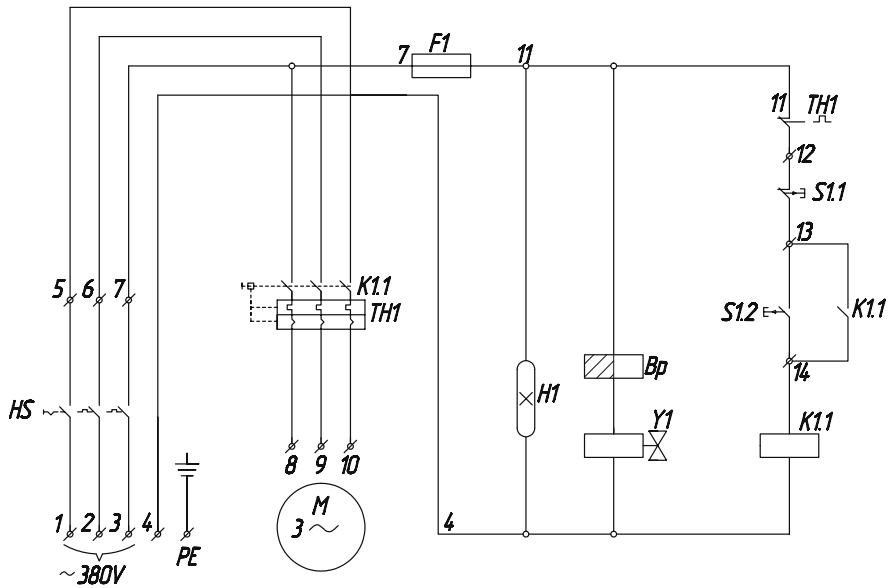 7 F1 11
11 TH1
12
S1.1
13
5 6 7 K1.1
TH1 S1.2 K1.1
14
HS H1 Bp
Y1 K1.1
8 9 10
1 2 3 4 PE M 4
3 ~
~380V